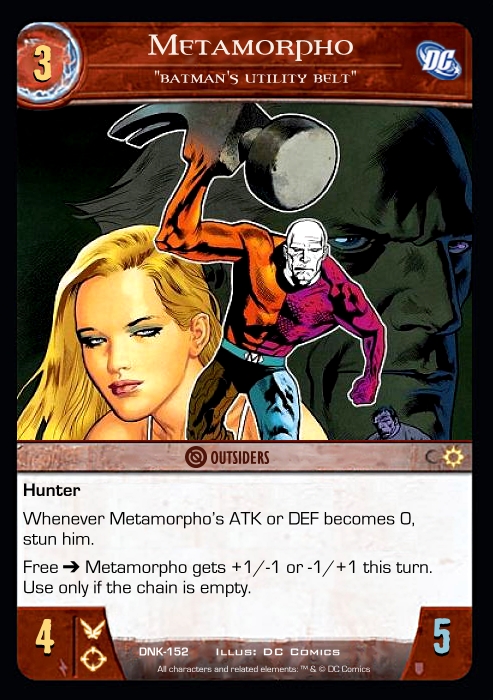 3
METAMORPHO
"BATMAN'S UTILITY BELT"
DC
M
OUTSIDERS
C
Hunter
Whenever Metamorpho's ATK or DEF becomes 0,
stun him.
Free ➔ Metamorpho gets +1/-1 or -1/+1 this turn.
Use only if the chain is empty.
4
DNK-152 ILLUS: DC COMICS
5
All characters and related elements: ™ & © DC Comics